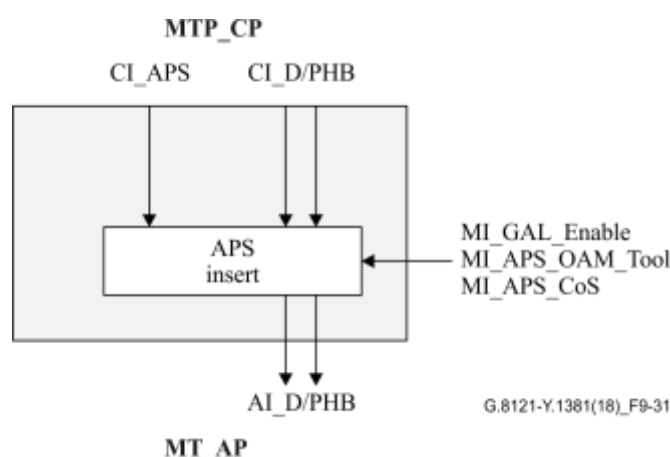 MTP_CP
CI_APS CI_D/PHB
APS
insert
MI_GAL_Enable
MI_APS_OAM_Tool
MI_APS_CoS
AI_D/PHB
G.8121-Y.1381(18)_F9-31
MT_AP